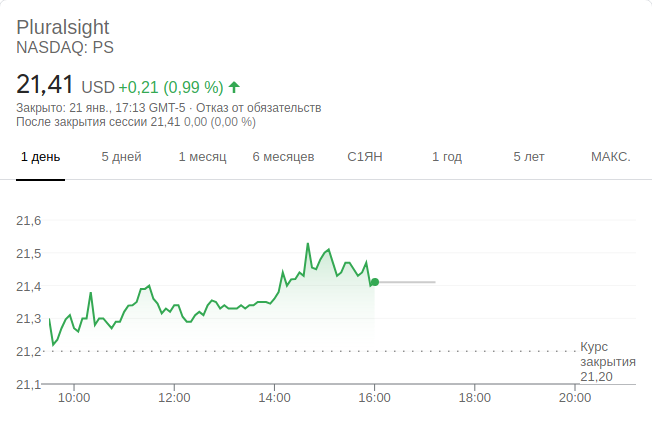 Pluralsight
NASDAQ: PS
21,41 USD +0,21 (0,99 %)
Закрыто: 21 янв., 17:13 GMT-5 · Отказ от обязательств
После закрытия сессии 21,41 0,00 (0,00 %)
1 день 5 дней 1 месяц 6 месяцев С1ЯН 1 год 5 лет МАКС.
21,6
21,5
21,4
21,3
21,2
21,1
Курс
закрытия
21,20
10:00 12:00 14:00 16:00 18:00 20:00